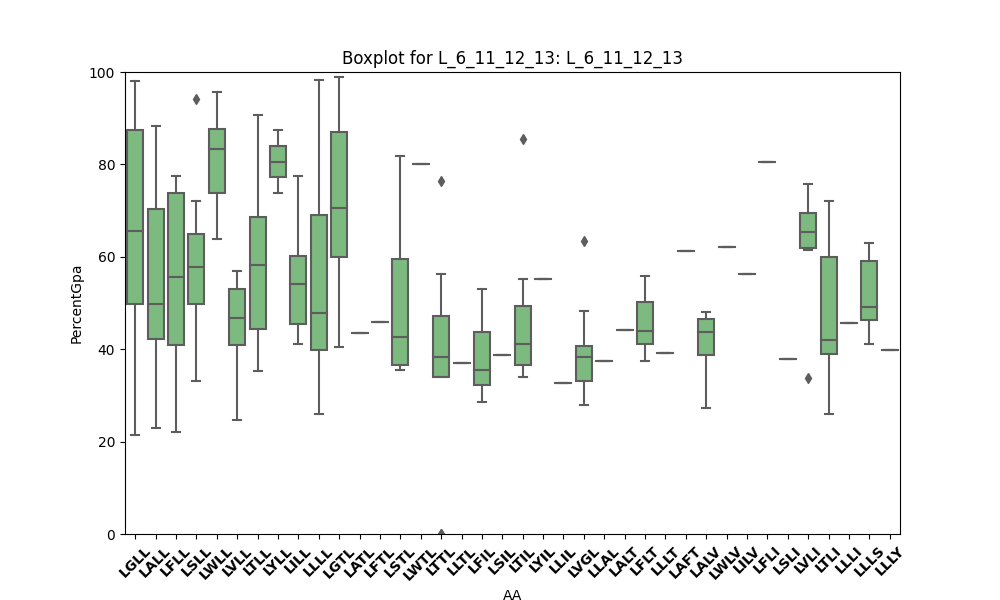 Boxplot for L_6_11_12_13: L_6_11_12_13
PercentGpa
100
80
60
40
20
0
LGLL
LALL
LFLL
LSLL
LWLL
LVLL
LTLL
LYLL
LILL
LLLL
LGTL
LATL
LFTL
LSTL
LWTL
LTTL
LLTL
LFIL
LSIL
LTIL
LYIL
LLIL
LVGL
LLAL
LALT
LFLT
LLLT
LAFT
LALV
LWLV
LILV
LFLI
LSLI
LVLI
LTLI
LLLI
LLLS
LLLY
AA